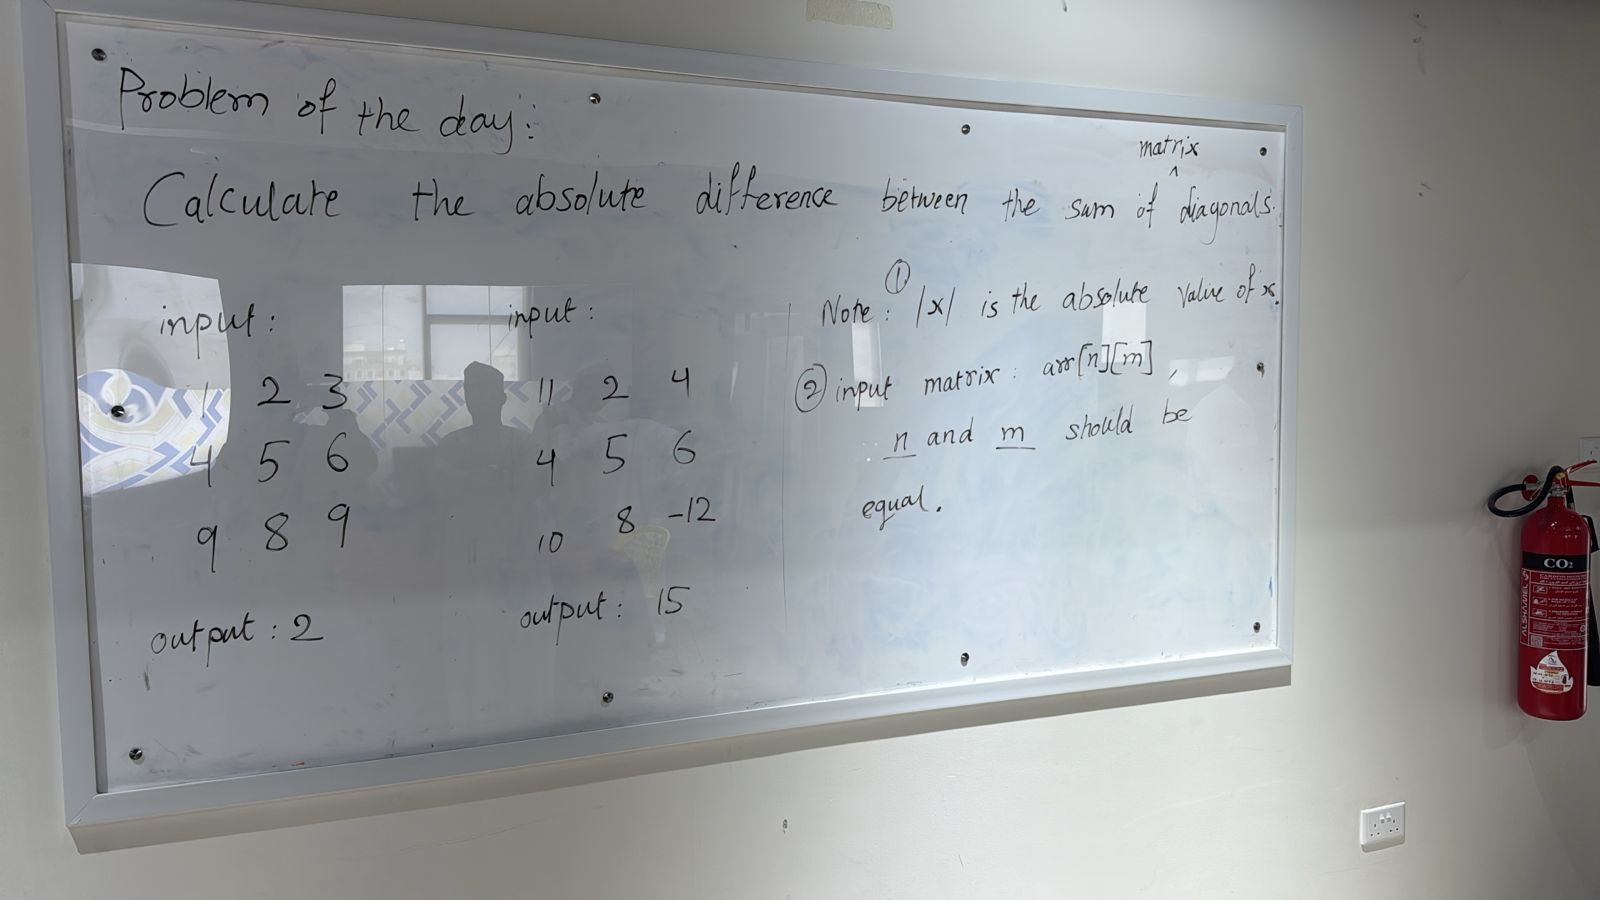 Problem of the day:
matrix
Calculate the absolute difference between the sum of ^ diagonals.
input:
1 2 3
4 5 6
9 8 9
output: 2
input:
11 2 4
4 5 6
10 8 -12
output: 15
Note: ① |x| is the absolute value of x.
② input matrix: arr[n][m],
n and m should be
equal.
CO₂
ALSHAMEL